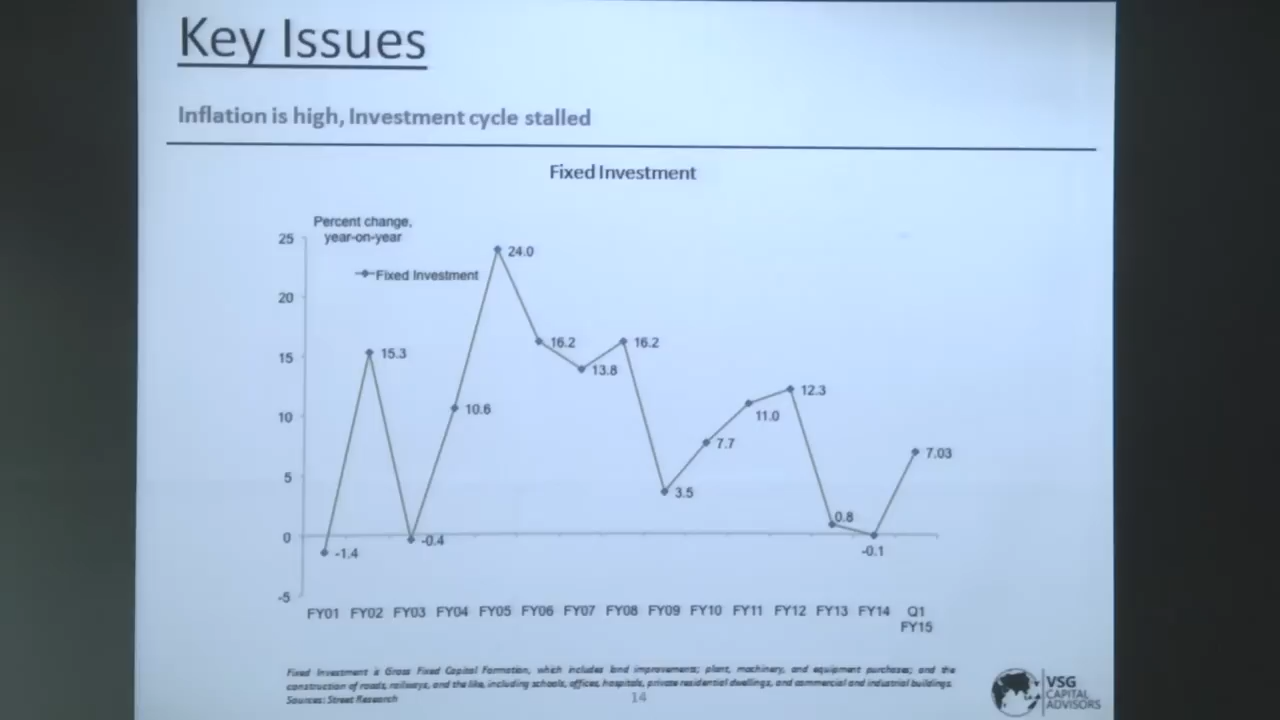 Key Issues
Inflation is high, Investment cycle stalled
Fixed Investment
Percent change,
year-on-year
Fixed Investment
25
20
15
10
5
0
-5
-1.4
15.3
-0.4
10.6
24.0
16.2
13.8
16.2
3.5
7.7
11.0
12.3
0.8
-0.1
7.03
FY01 FY02 FY03 FY04 FY05 FY06 FY07 FY08 FY09 FY10 FY11 FY12 FY13 FY14 Q1
FY15
Fixed Investment is Gross Fixed Capital Formation, which includes land improvements; plant, machinery, and equipment purchases; and the
construction of roads, railways, and the like, including schools, offices, hospitals, private residential dwellings, and commercial and industrial buildings.
Sources: Street Research
14
VSG
CAPITAL
ADVISORS